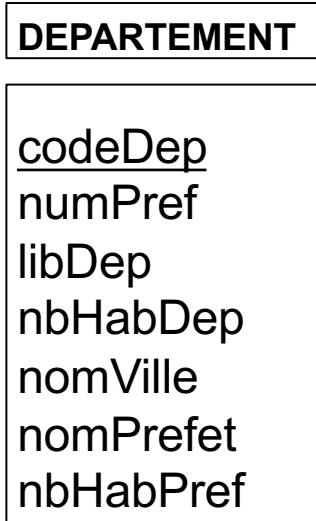 DEPARTEMENT
codeDep
numPref
libDep
nbHabDep
nomVille
nomPrefet
nbHabPref